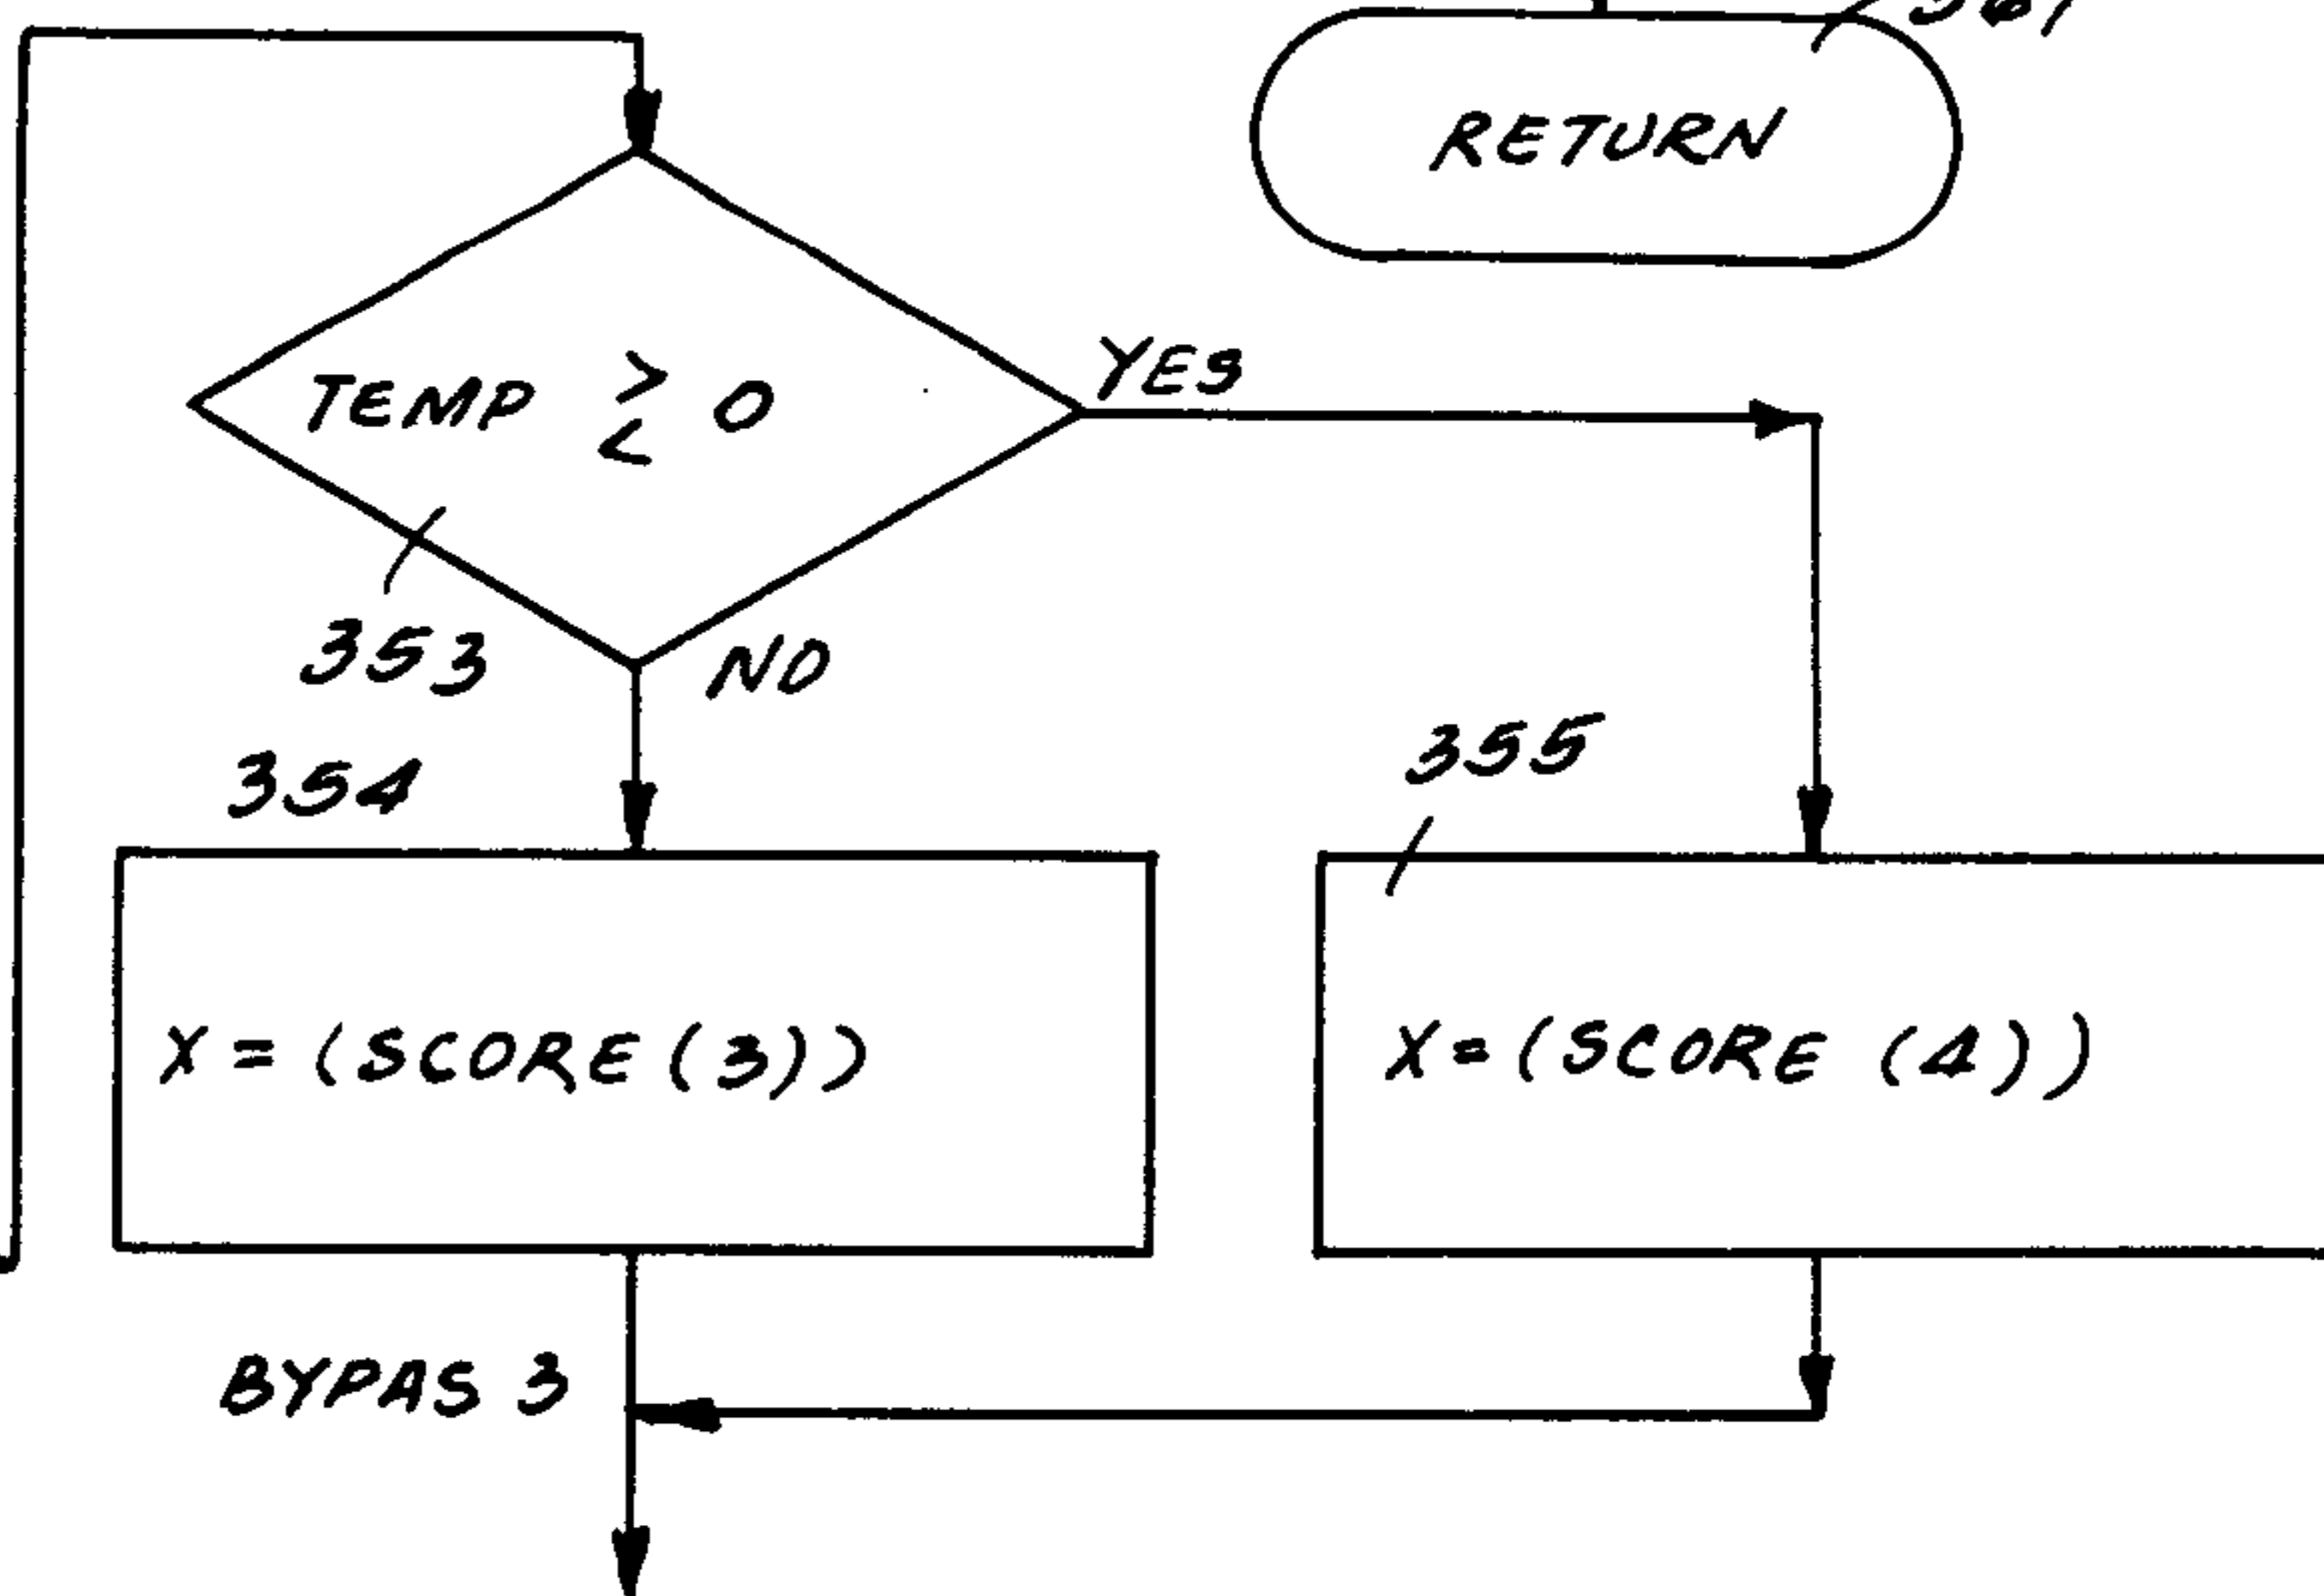 RETURN
TEMP ≷ 0
YES
353
NO
354
355
X = (SCORE (3))
X = (SCORE (4))
BYPAS 3